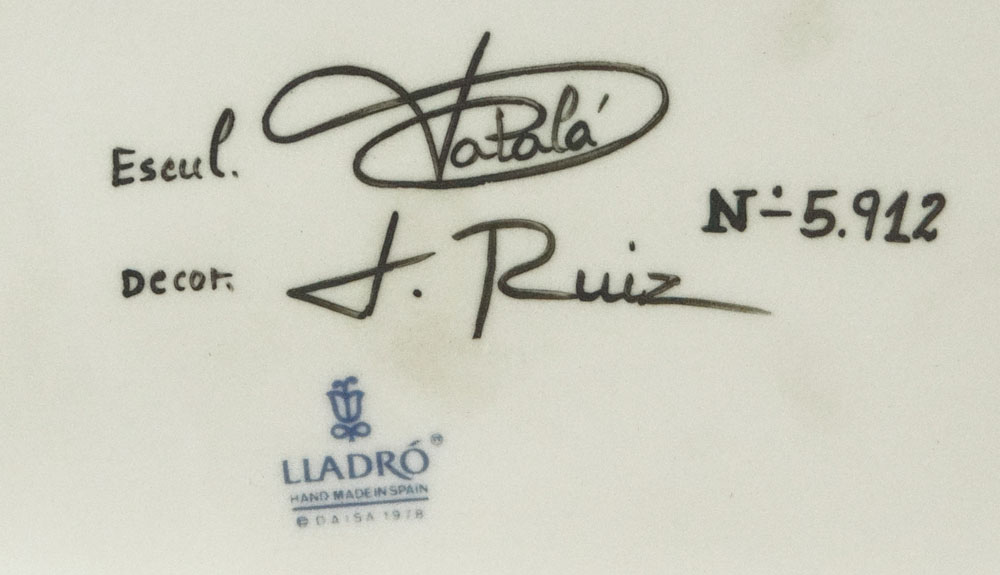 Escul. Catalá
Decor. J. Ruiz
Nº 5.912
LLADRÓ®
HAND MADE IN SPAIN
© DAISA 1978